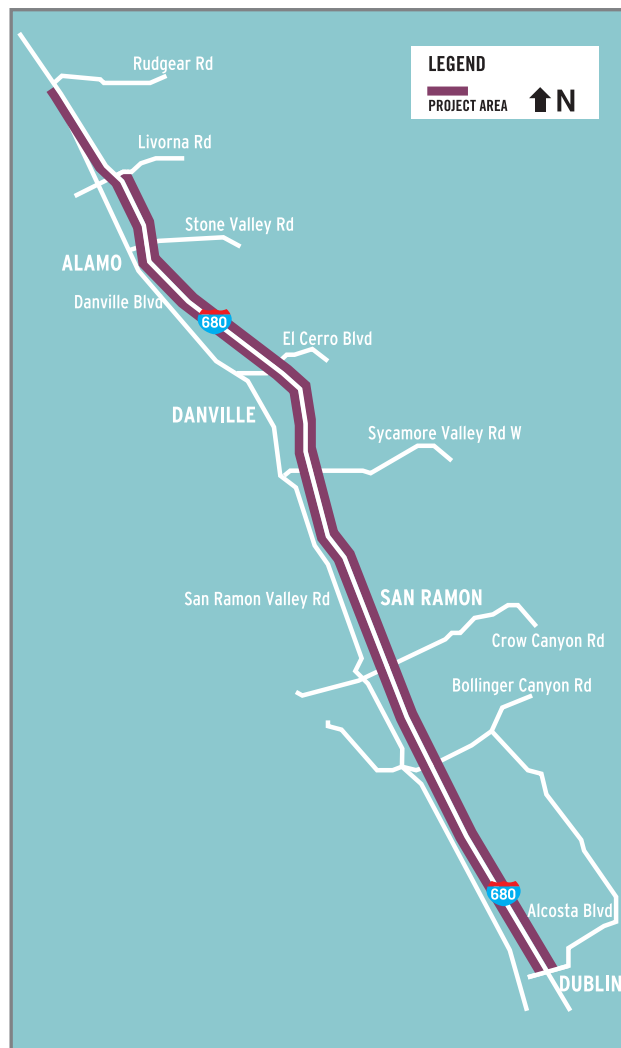 Rudgear Rd
LEGEND
PROJECT AREA
N
Livorna Rd
Stone Valley Rd
ALAMO
Danville Blvd
680
El Cerro Blvd
DANVILLE
Sycamore Valley Rd W
San Ramon Valley Rd
SAN RAMON
Crow Canyon Rd
Bollinger Canyon Rd
680
Alcosta Blvd
DUBLIN